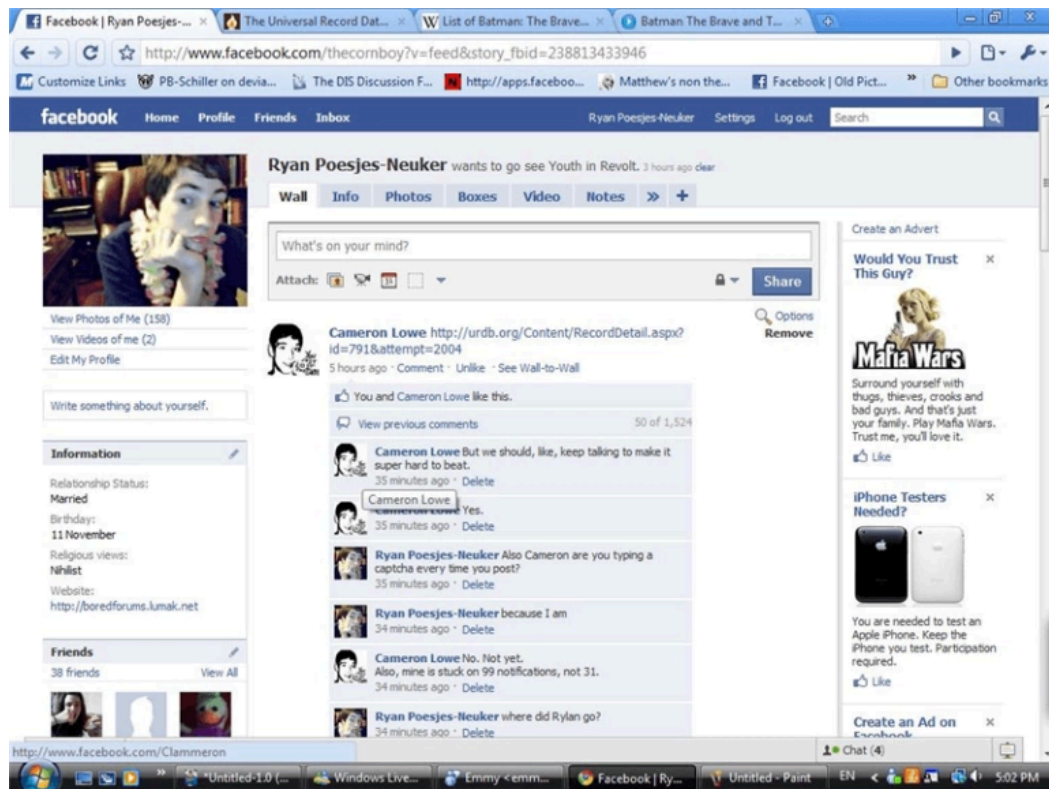 Facebook | Ryan Poesjes-...
The Universal Record Dat...
List of Batman: The Brave...
Batman The Brave and T...
http://www.facebook.com/thecornboy?v=feed&story_fbid=238813433946
Customize Links
PB-Schiller on devia...
The DIS Discussion F...
http://apps.faceboo...
Matthew's non the...
Facebook | Old Pict...
»
Other bookmarks
facebook Home Profile Friends Inbox Ryan Poesjes-Neuker Settings Log out Search
Ryan Poesjes-Neuker wants to go see Youth in Revolt. 3 hours ago clear
Wall Info Photos Boxes Video Notes » +
What's on your mind?
Attach: 31 Share
View Photos of Me (158)
View Videos of me (2)
Edit My Profile
Write something about yourself.
Information
Relationship Status:
Married
Birthday:
11 November
Religious views:
Nihilist
Website:
http://boredforums.lumak.net
Friends
38 friends View All
Options
Remove
Cameron Lowe http://urdb.org/Content/RecordDetail.aspx?
id=791&attempt=2004
5 hours ago · Comment · Unlike · See Wall-to-Wall
You and Cameron Lowe like this.
View previous comments 50 of 1,524
Cameron Lowe But we should, like, keep talking to make it
super hard to beat.
35 minutes ago · Delete
Cameron Lowe
Cameron Lowe Yes.
35 minutes ago · Delete
Ryan Poesjes-Neuker Also Cameron are you typing a
captcha every time you post?
35 minutes ago · Delete
Ryan Poesjes-Neuker because I am
34 minutes ago · Delete
Cameron Lowe No. Not yet.
Also, mine is stuck on 99 notifications, not 31.
34 minutes ago · Delete
Ryan Poesjes-Neuker where did Rylan go?
34 minutes ago · Delete
Create an Advert
Would You Trust
This Guy?
Mafia Wars
Surround yourself with
thugs, thieves, crooks and
bad guys. And that's just
your family. Play Mafia Wars.
Trust me, you'll love it.
Like
iPhone Testers
Needed?
You are needed to test an
Apple iPhone. Keep the
iPhone you test. Participation
required.
Like
Create an Ad on
Facebook
http://www.facebook.com/Clammeron
Chat (4)
» *Untitled-1.0 (... Windows Live... Emmy <emm... Facebook | Ry... Untitled - Paint EN < 5:02 PM